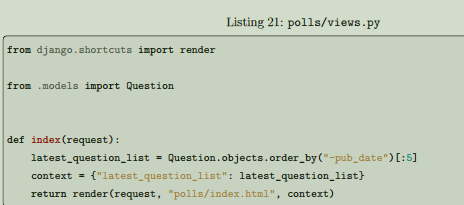 Listing 21: polls/views.py
from django.shortcuts import render
from .models import Question
def index(request):
    latest_question_list = Question.objects.order_by("-pub_date")[:5]
    context = {"latest_question_list": latest_question_list}
    return render(request, "polls/index.html", context)